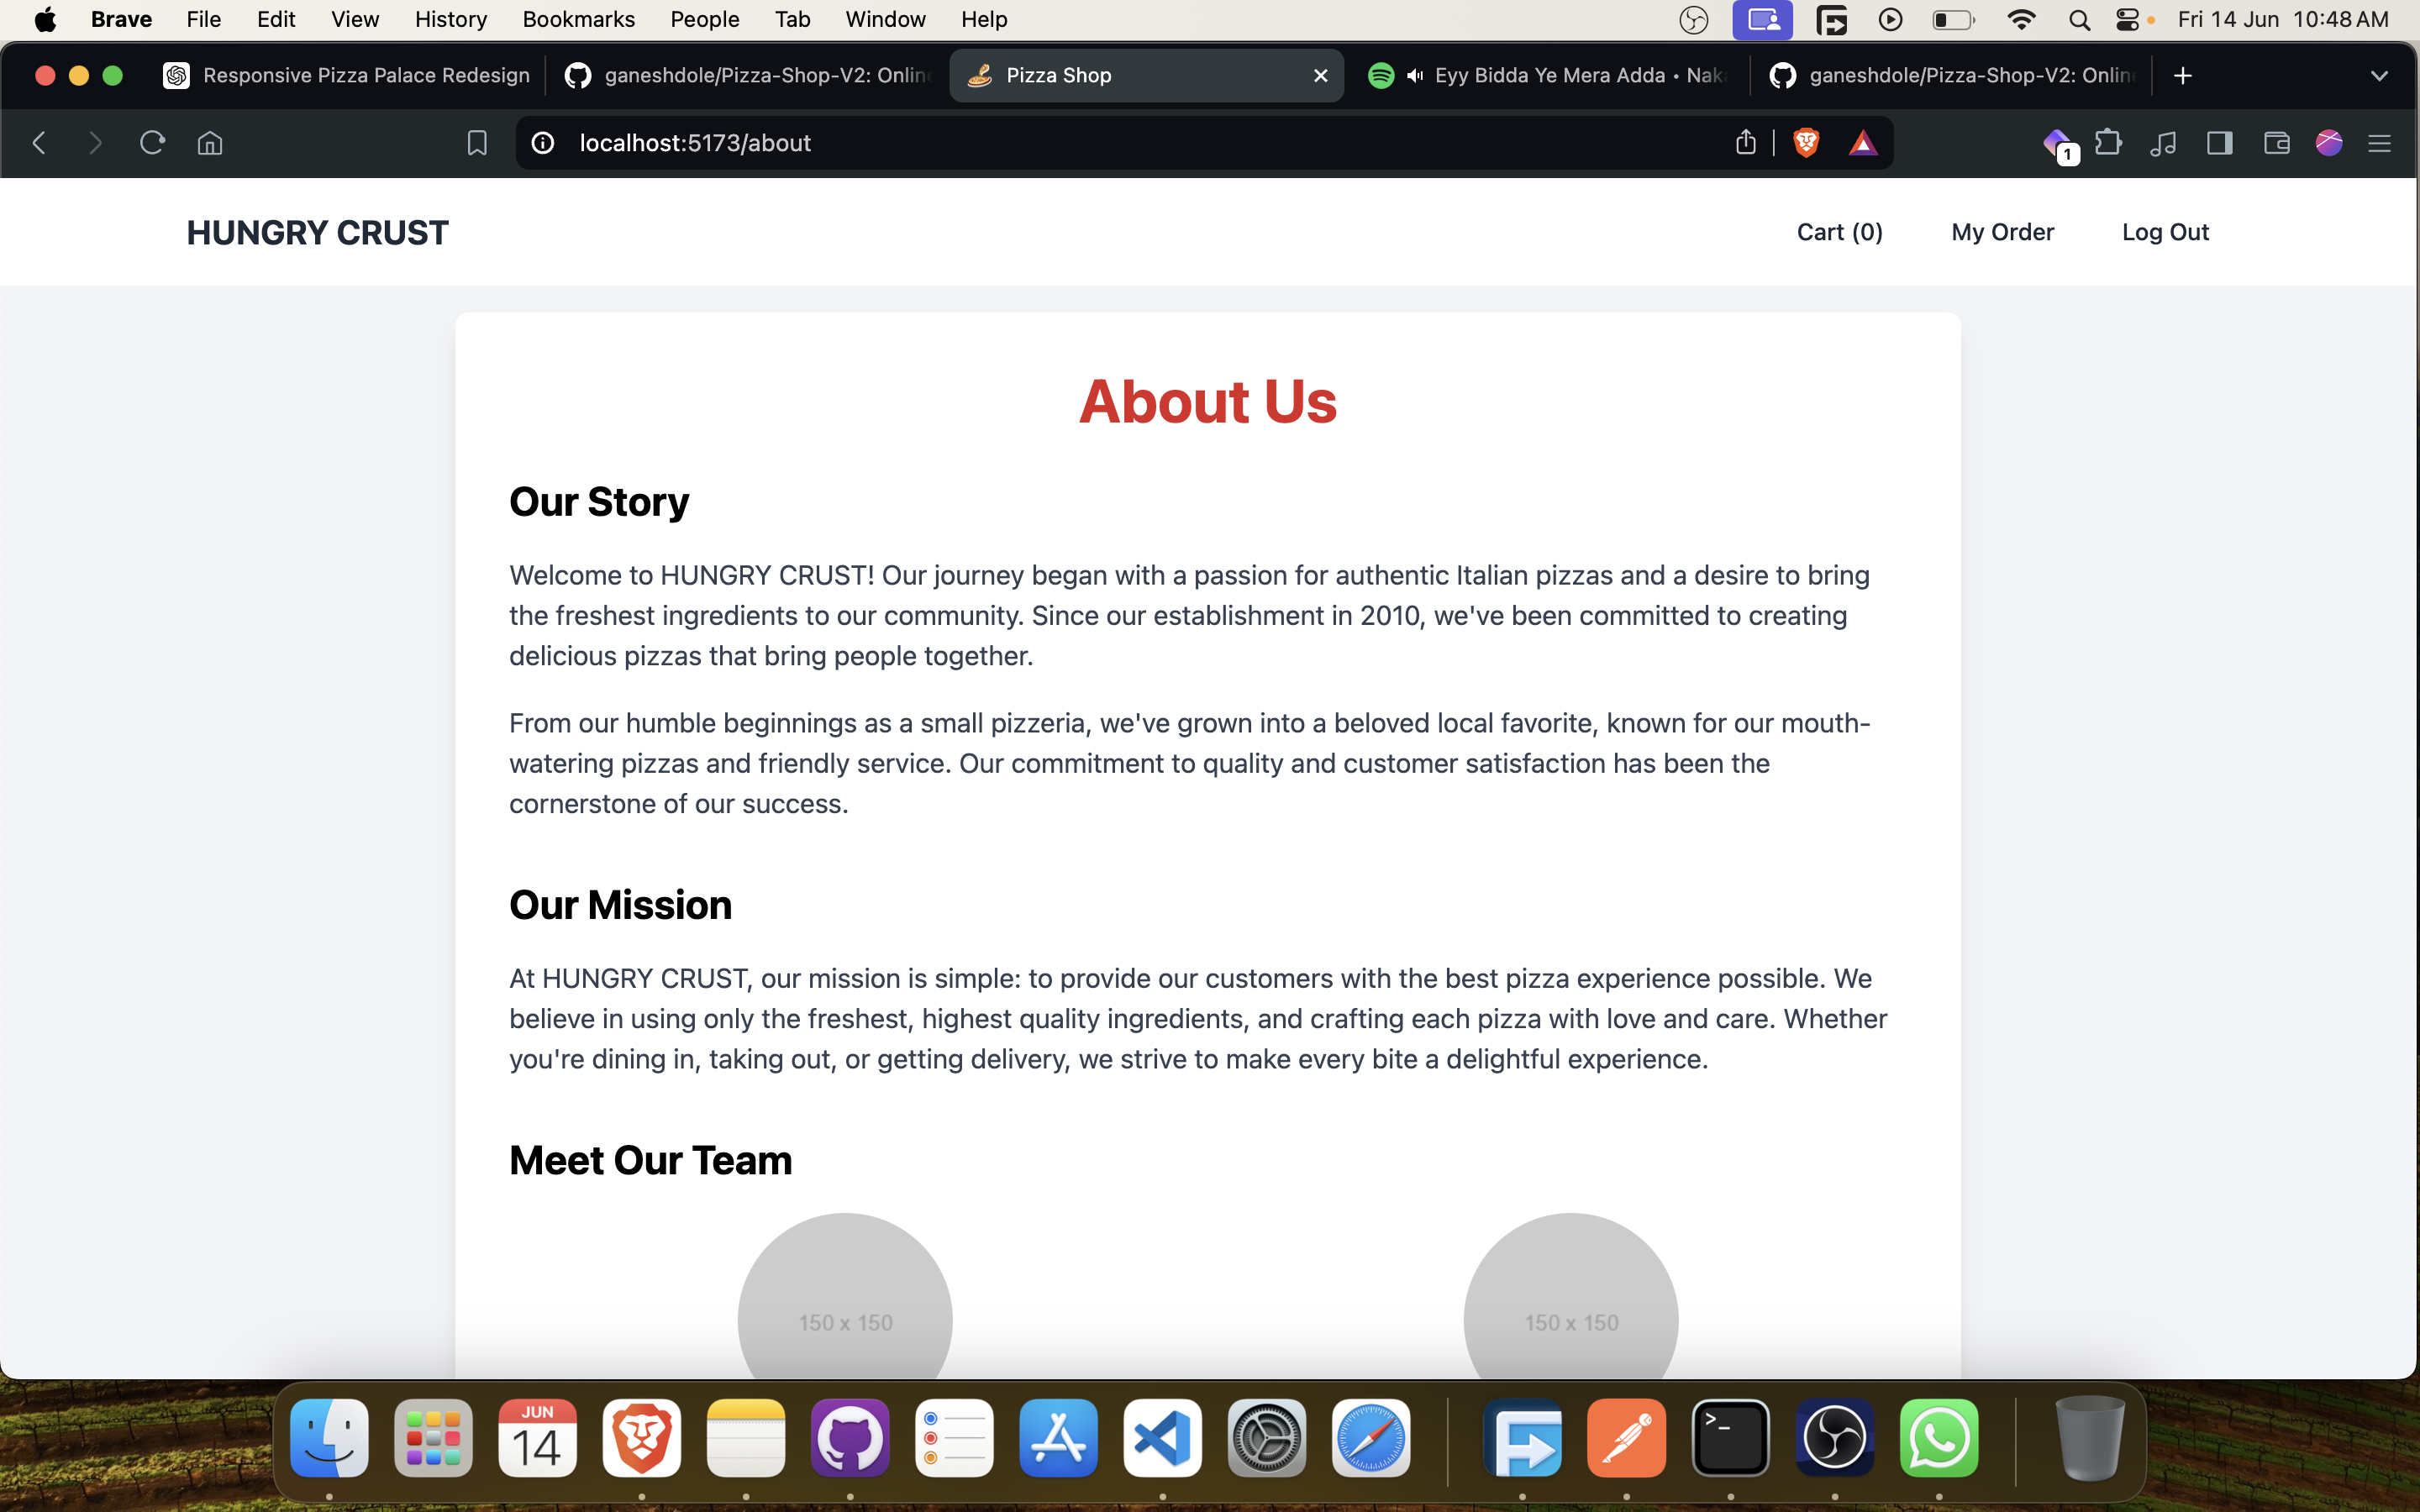 Brave File Edit View History Bookmarks People Tab Window Help Fri 14 Jun 10:48 AM
Responsive Pizza Palace Redesign ganeshdole/Pizza-Shop-V2: Onlin Pizza Shop Eyy Bidda Ye Mera Adda • Nak ganeshdole/Pizza-Shop-V2: Onlin
localhost:5173/about 1
HUNGRY CRUST Cart (0) My Order Log Out
About Us
Our Story
Welcome to HUNGRY CRUST! Our journey began with a passion for authentic Italian pizzas and a desire to bring
the freshest ingredients to our community. Since our establishment in 2010, we've been committed to creating
delicious pizzas that bring people together.
From our humble beginnings as a small pizzeria, we've grown into a beloved local favorite, known for our mouth-
watering pizzas and friendly service. Our commitment to quality and customer satisfaction has been the
cornerstone of our success.
Our Mission
At HUNGRY CRUST, our mission is simple: to provide our customers with the best pizza experience possible. We
believe in using only the freshest, highest quality ingredients, and crafting each pizza with love and care. Whether
you're dining in, taking out, or getting delivery, we strive to make every bite a delightful experience.
Meet Our Team
150 x 150 150 x 150
JUN
14